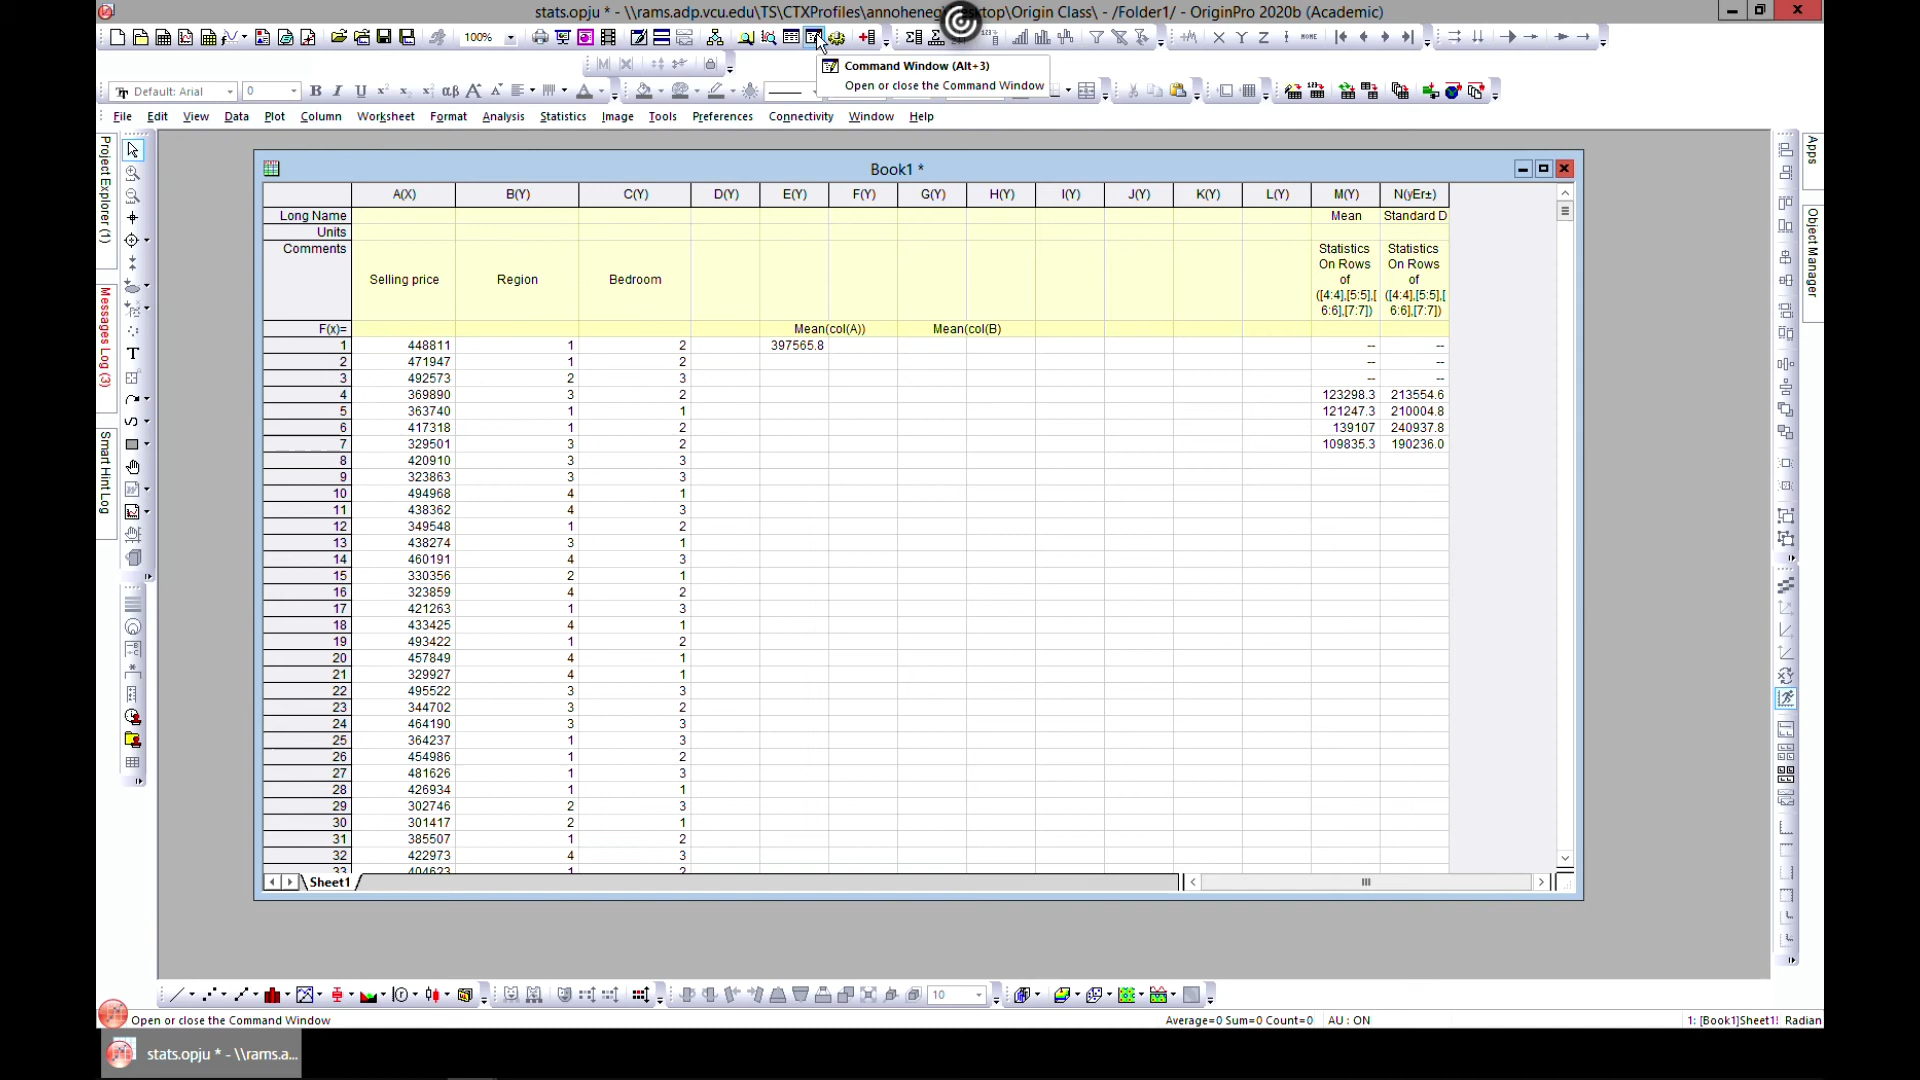 stats.opju * - \\rams.adp.vcu.edu\TS\CTXProfiles\annoheneg\Desktop\Origin Class\ - /Folder1/ - OriginPro 2020b (Academic)
100%
Command Window (Alt+3)
Open or close the Command Window
Default: Arial 0 B I U αβ A A A
File Edit View Data Plot Column Worksheet Format Analysis Statistics Image Tools Preferences Connectivity Window Help
Project Explorer (1)
Messages Log (3)
Smart Hint Log
Apps
Object Manager
Book1 *
A(X) B(Y) C(Y) D(Y) E(Y) F(Y) G(Y) H(Y) I(Y) J(Y) K(Y) L(Y) M(Y) N(yEr±)
Long Name Mean Standard D
Units
Comments Selling price Region Bedroom
Statistics On Rows of ([4:4],[5:5],[6:6],[7:7])
Statistics On Rows of ([4:4],[5:5],[6:6],[7:7])
F(x)= Mean(col(A)) Mean(col(B)
1 448811 1 2 397565.8 -- --
2 471947 1 2 -- --
3 492573 2 3 -- --
4 369890 3 2 123298.3 213554.6
5 363740 1 1 121247.3 210004.8
6 417318 1 2 139107 240937.8
7 329501 3 2 109835.3 190236.0
8 420910 3 3
9 323863 3 3
10 494968 4 1
11 438362 4 3
12 349548 1 2
13 438274 3 1
14 460191 4 3
15 330356 2 1
16 323859 4 2
17 421263 1 3
18 433425 4 1
19 493422 1 2
20 457849 4 1
21 329927 4 1
22 495522 3 3
23 344702 3 2
24 464190 3 3
25 364237 1 3
26 454986 1 2
27 481626 1 3
28 426934 1 1
29 302746 2 3
30 301417 2 1
31 385507 1 2
32 422973 4 3
33 404623 1 2
Sheet1
10
Open or close the Command Window Average=0 Sum=0 Count=0 AU : ON 1: [Book1]Sheet1! Radian
stats.opju * - \\rams.a...